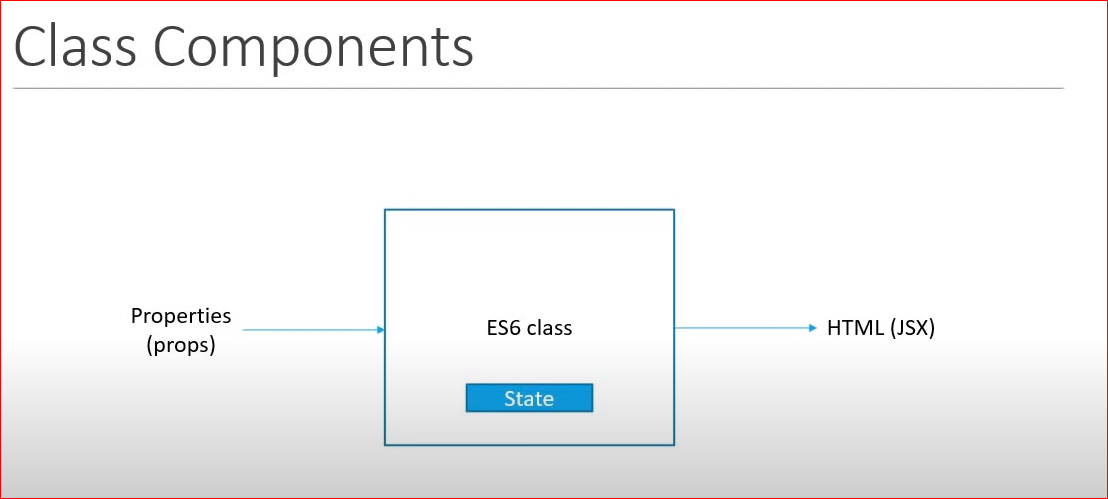 Class Components
Properties
(props)
ES6 class
State
HTML (JSX)